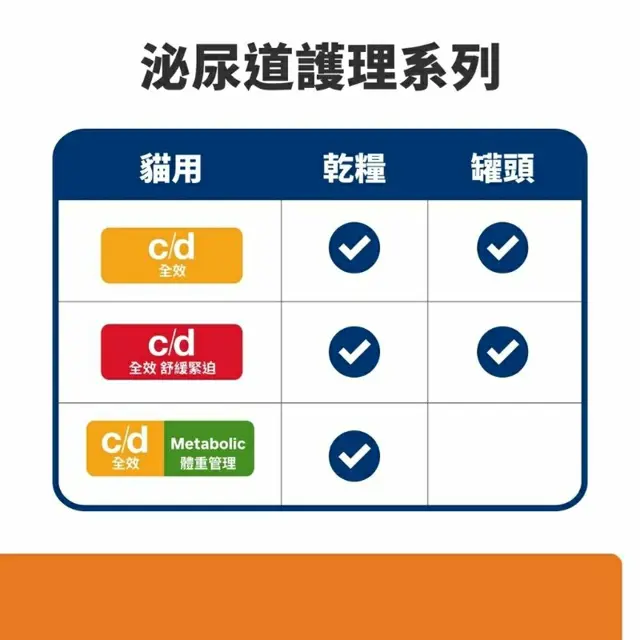 泌尿道護理系列
貓用 乾糧 罐頭
c/d
全效
c/d
全效 舒緩緊迫
c/d Metabolic
全效 體重管理